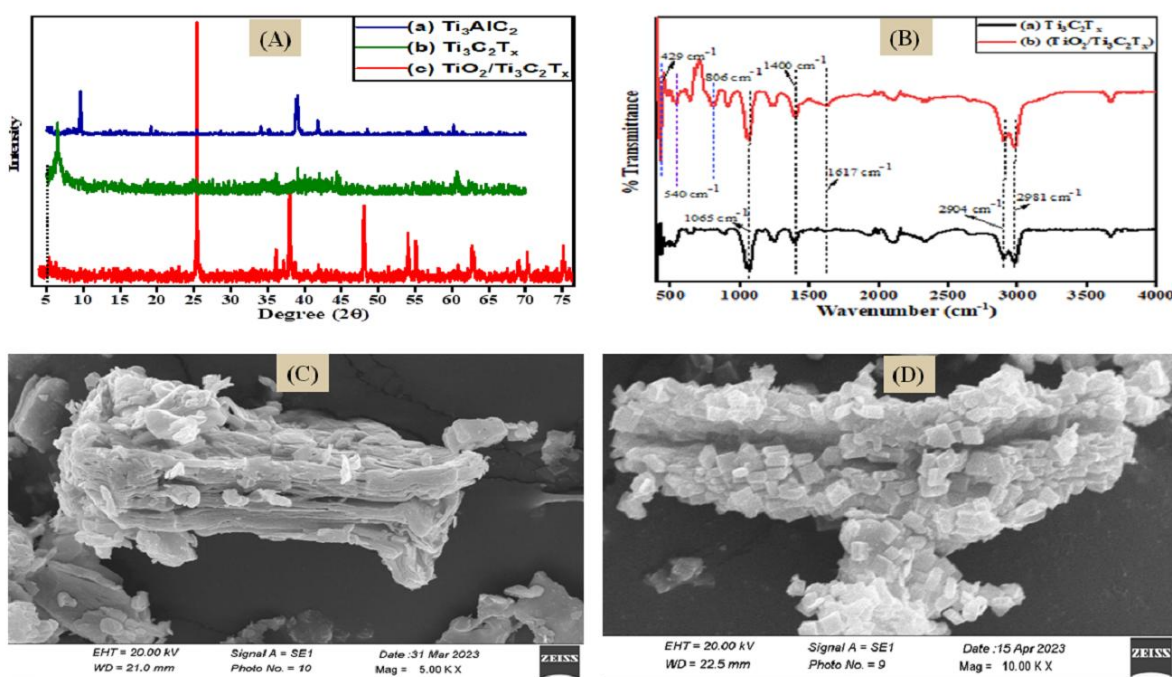 (A)
(a) Ti₃AlC₂
(b) Ti₃C₂Tₓ
(c) TiO₂/Ti₃C₂Tₓ
Intensity
5 10 20 30 35 40 45 50 55 60 65 70 75
Degree (2θ)
(B)
(a) Ti₃C₂Tₓ
(b) (TiO₂/Ti₃C₂Tₓ)
429 cm⁻¹
806 cm⁻¹
1400 cm⁻¹
540 cm⁻¹
1617 cm⁻¹
1065 cm⁻¹
2904 cm⁻¹
2981 cm⁻¹
% Transmittance
500 1000 1500 2000 2500 3000 3500 4000
Wavenumber (cm⁻¹)
(C)
EHT = 20.00 kV Signal A = SE1 Date :31 Mar 2023
WD = 21.0 mm Photo No. = 10 Mag = 5.00 K X
ZEISS
(D)
EHT = 20.00 kV Signal A = SE1 Date :15 Apr 2023
WD = 22.5 mm Photo No. = 9 Mag = 10.00 K X
ZEISS